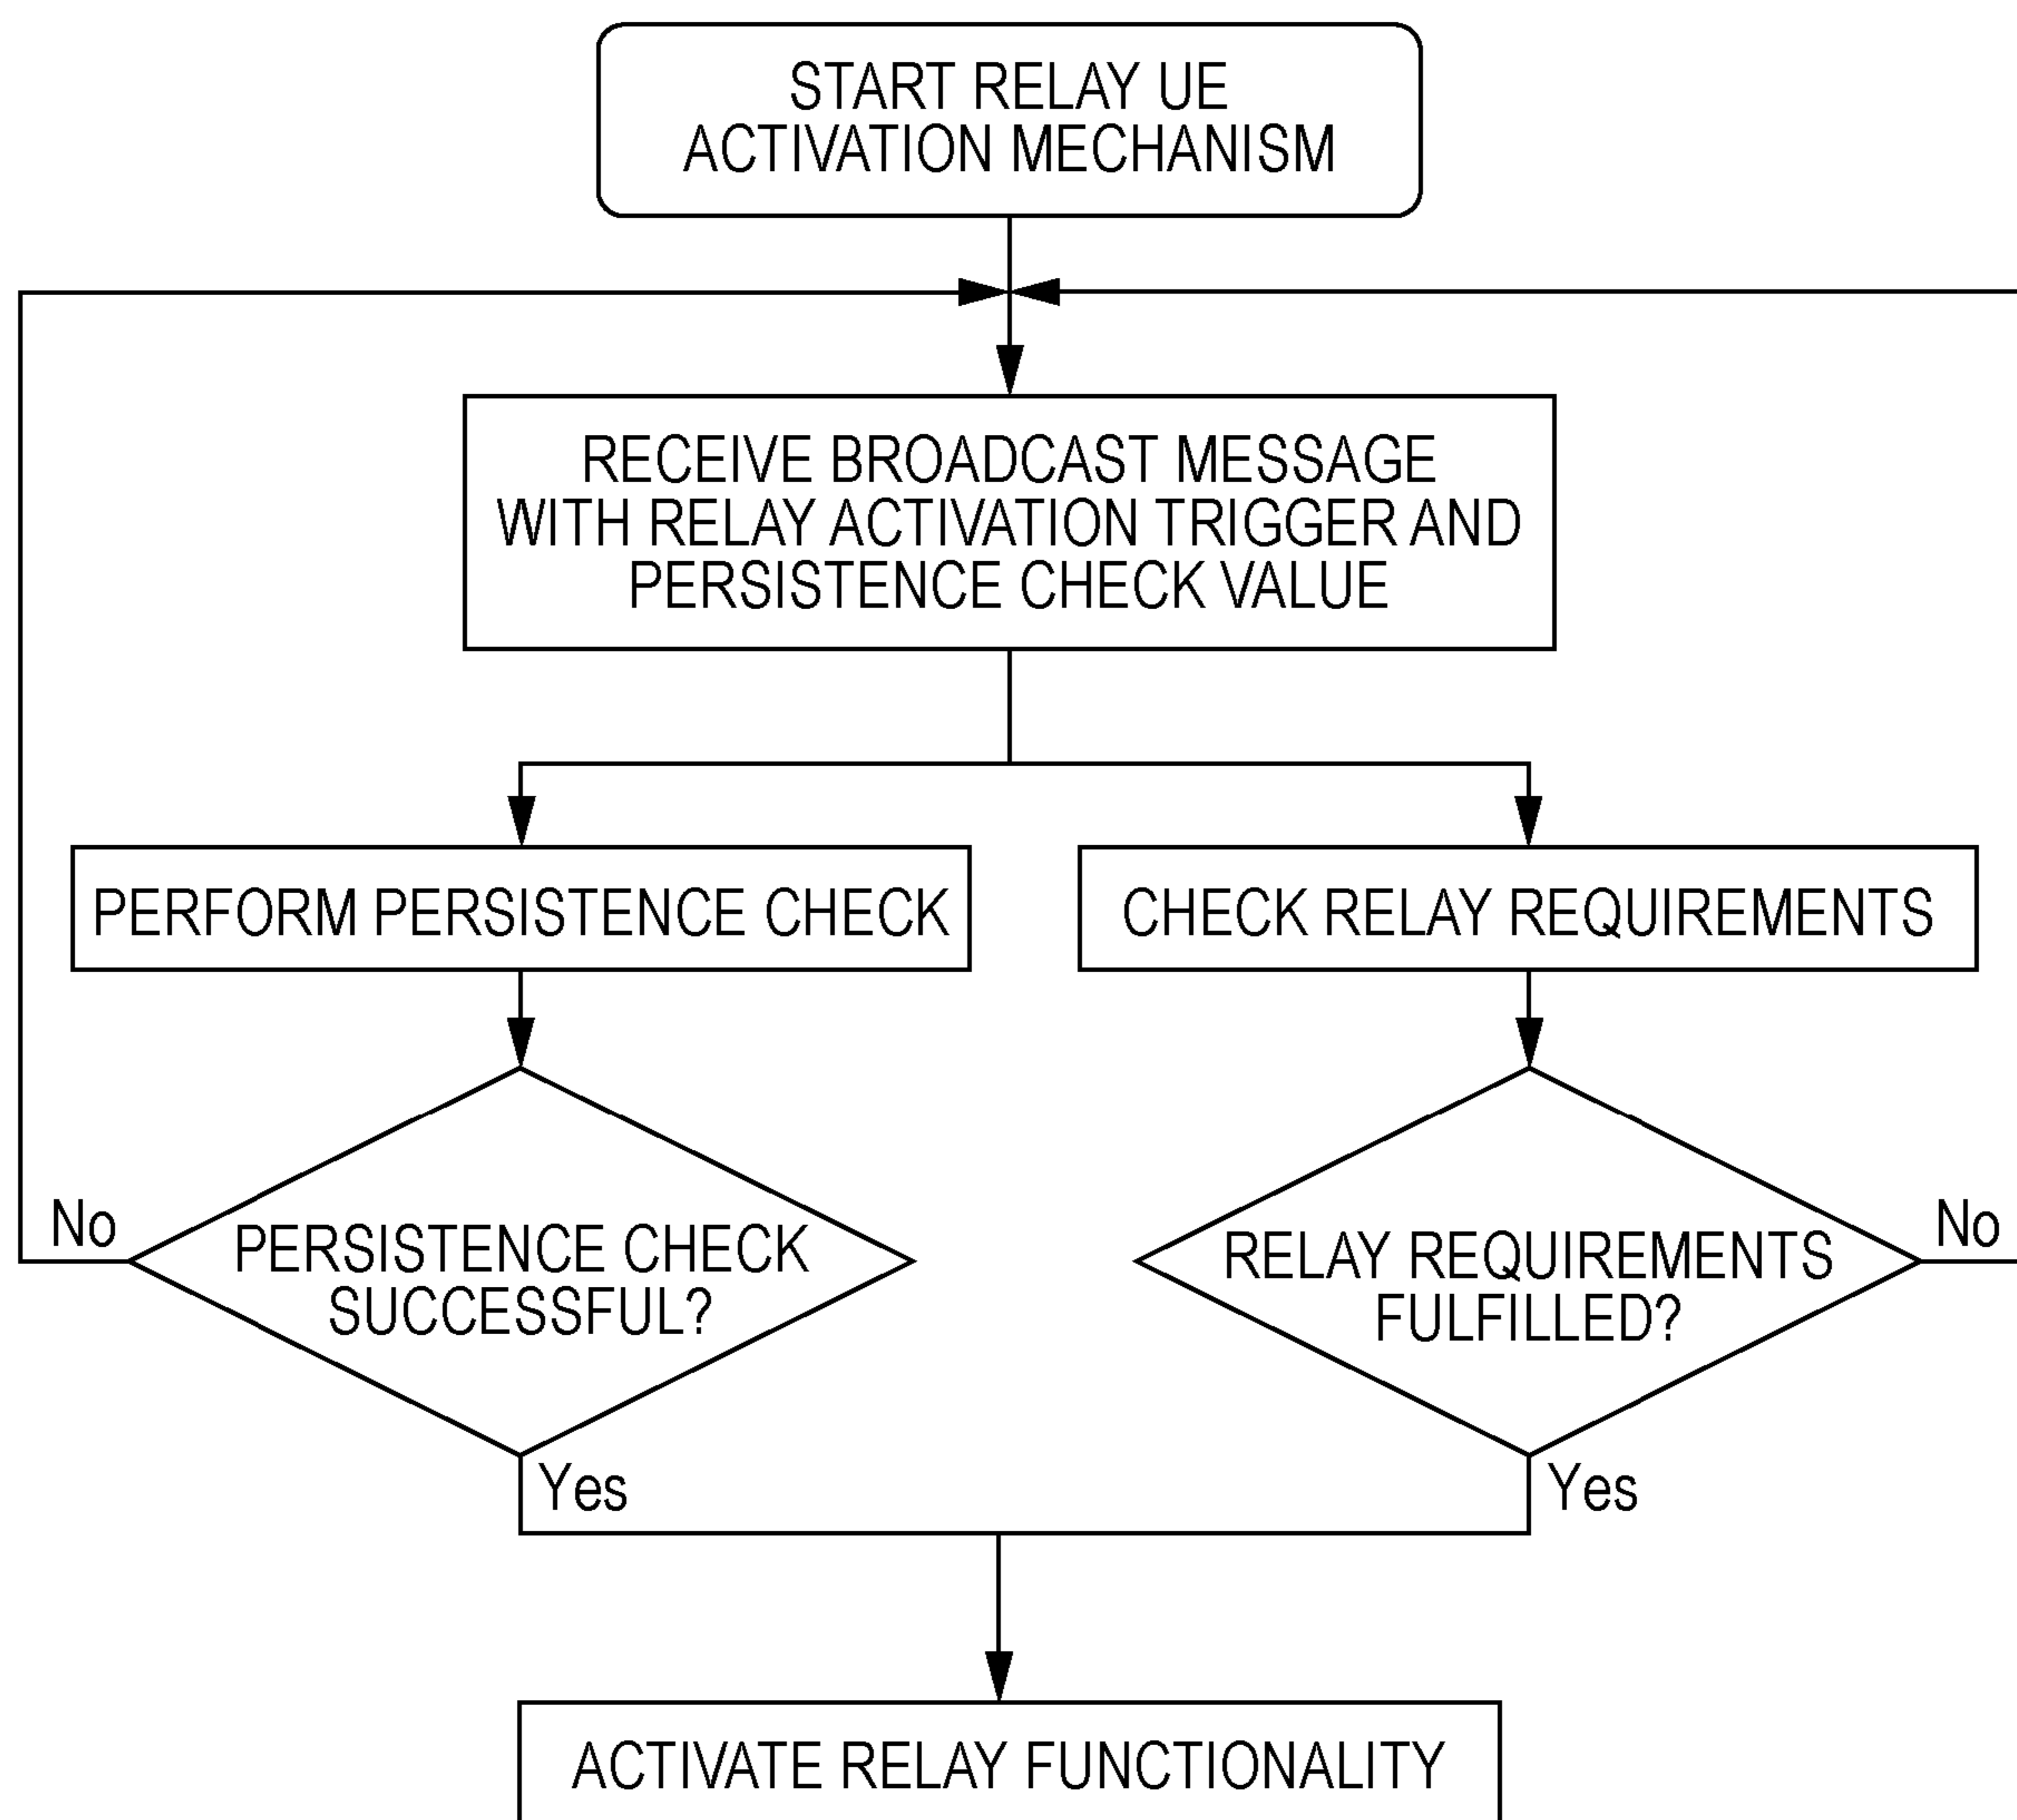 START RELAY UE
ACTIVATION MECHANISM
RECEIVE BROADCAST MESSAGE
WITH RELAY ACTIVATION TRIGGER AND
PERSISTENCE CHECK VALUE
PERFORM PERSISTENCE CHECK
CHECK RELAY REQUIREMENTS
No
PERSISTENCE CHECK
SUCCESSFUL?
RELAY REQUIREMENTS
FULFILLED?
No
Yes
Yes
ACTIVATE RELAY FUNCTIONALITY